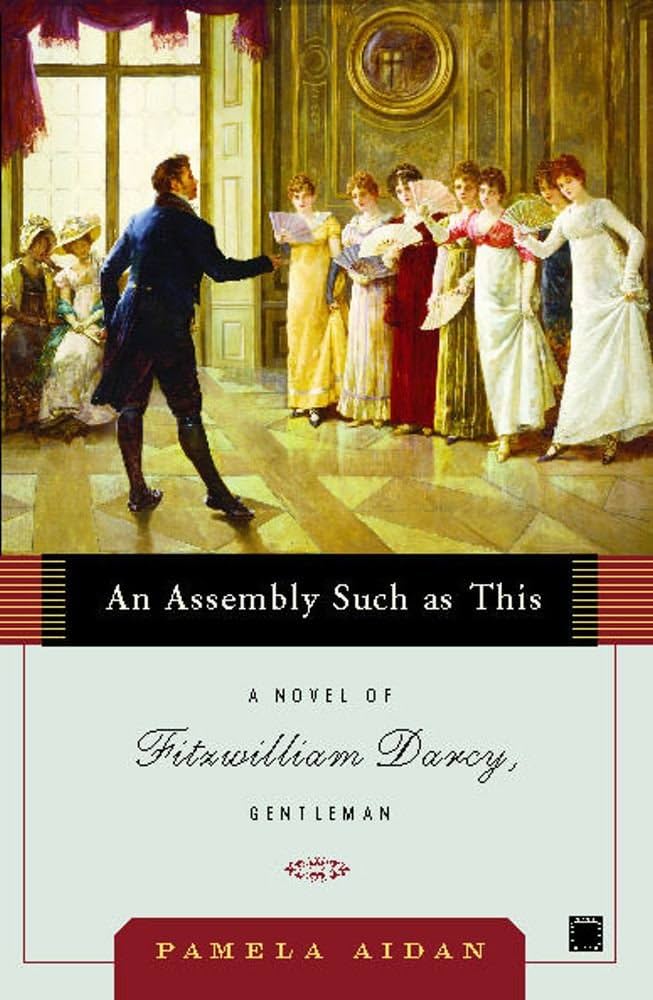 An Assembly Such as This
A NOVEL OF
Fitzwilliam Darcy,
GENTLEMAN
PAMELA AIDAN